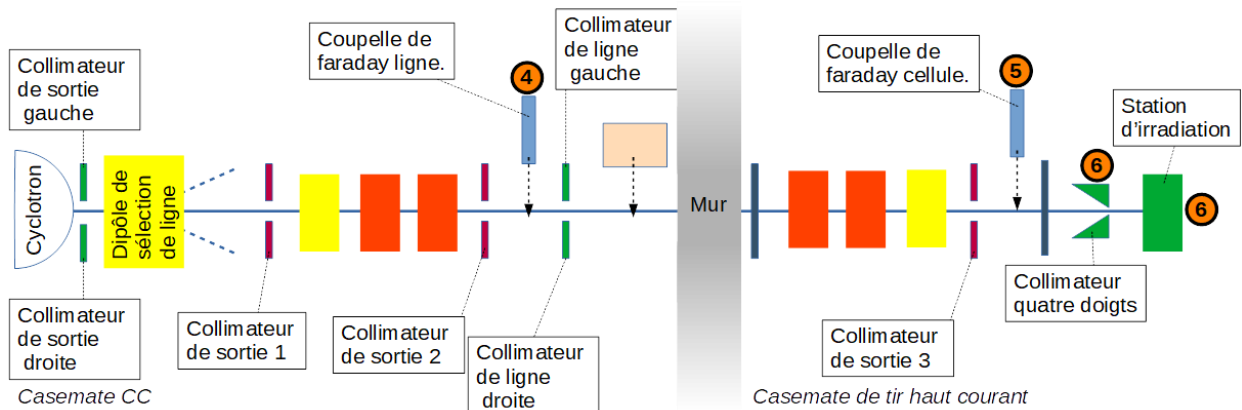 Collimateur
de sortie
gauche
Coupelle de
faraday ligne.
4
Collimateur
de ligne
gauche
Coupelle de
faraday cellule.
5
Station
d'irradiation
Cyclotron
Dipôle de
sélection
de ligne
Mur
6
6
Collimateur
de sortie
droite
Collimateur
de sortie 1
Collimateur
de sortie 2
Collimateur
de ligne
droite
Collimateur
de sortie 3
Collimateur
quatre doigts
Casemate CC
Casemate de tir haut courant